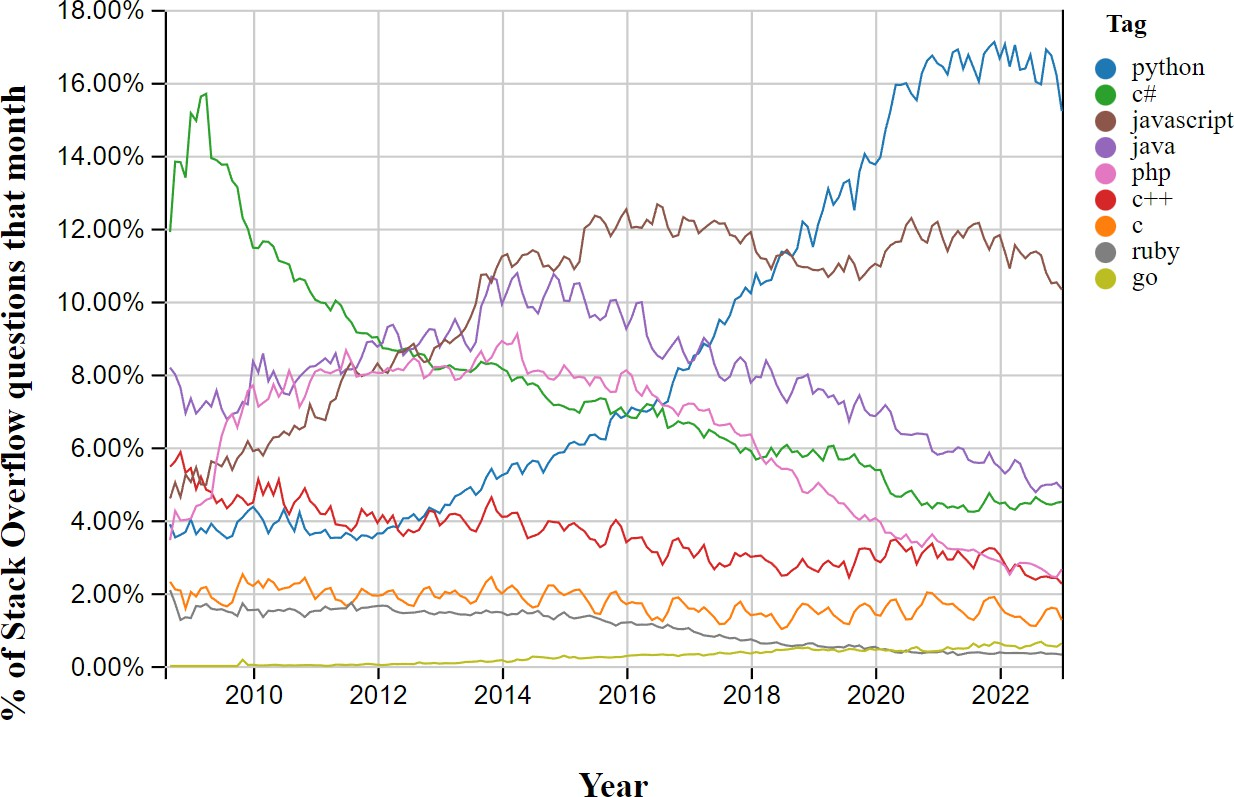 % of Stack Overflow questions that month
18.00%
16.00%
14.00%
12.00%
10.00%
8.00%
6.00%
4.00%
2.00%
0.00%
2010 2012 2014 2016 2018 2020 2022
Year
Tag
python
c#
javascript
java
php
c++
c
ruby
go